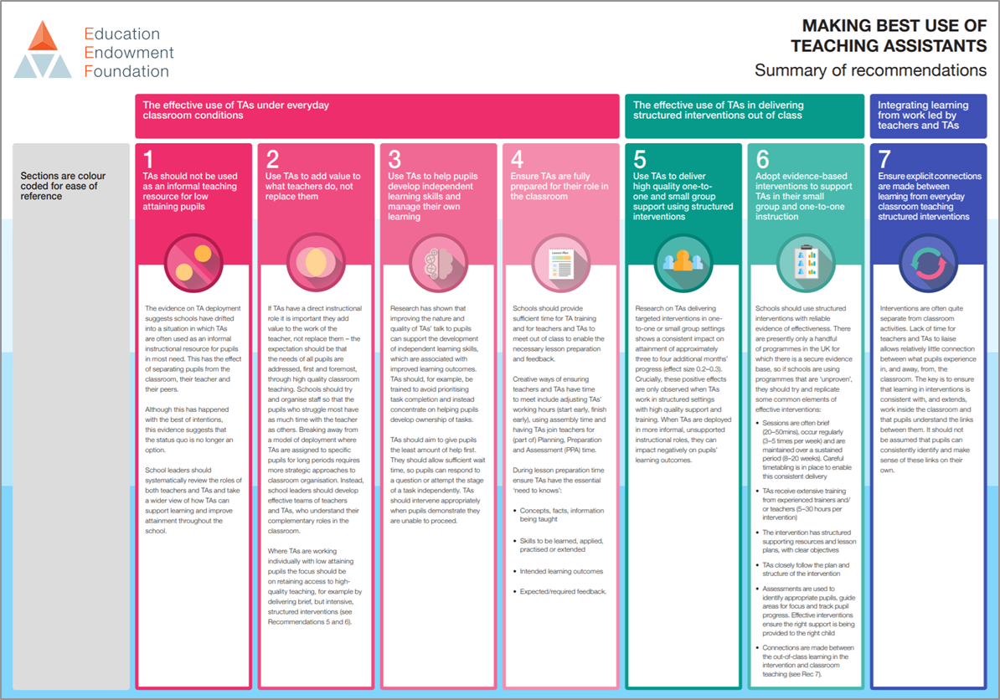 Education
Endowment
Foundation
MAKING BEST USE OF
TEACHING ASSISTANTS
Summary of recommendations
The effective use of TAs under everyday
classroom conditions
The effective use of TAs in delivering
structured interventions out of class
Integrating learning
from work led by
teachers and TAs
Sections are colour
coded for ease of
reference
1
TAs should not be used
as an informal teaching
resource for low
attaining pupils
The evidence on TA deployment
suggests schools have drifted
into a situation in which TAs
are often used as an informal
instructional resource for pupils
in most need. This has the effect
of separating pupils from the
classroom, their teacher and
their peers.
Although this has happened
with the best of intentions,
this evidence suggests that
the status quo is no longer an
option.
School leaders should
systematically review the roles of
both teachers and TAs and take
a wider view of how TAs can
support learning and improve
attainment throughout the
school.
2
Use TAs to add value to
what teachers do, not
replace them
If TAs have a direct instructional
role it is important they add
value to the work of the
teacher, not replace them – the
expectation should be that
the needs of all pupils are
addressed, first and foremost,
through high quality classroom
teaching. Schools should try
and organise staff so that the
pupils who struggle most have
as much time with the teacher
as others. Breaking away from
a model of deployment where
TAs are assigned to specific
pupils for long periods requires
more strategic approaches to
classroom organisation. Instead,
school leaders should develop
effective teams of teachers
and TAs, who understand their
complementary roles in the
classroom.
Where TAs are working
individually with low attaining
pupils the focus should be
on retaining access to high-
quality teaching, for example by
delivering brief, but intensive,
structured interventions (see
Recommendations 5 and 6).
3
Use TAs to help pupils
develop independent
learning skills and
manage their own
learning
Research has shown that
improving the nature and
quality of TAs' talk to pupils
can support the development
of independent learning skills,
which are associated with
improved learning outcomes.
TAs should, for example, be
trained to avoid prioritising
task completion and instead
concentrate on helping pupils
develop ownership of tasks.
TAs should aim to give pupils
the least amount of help first.
They should allow sufficient wait
time, so pupils can respond to
a question or attempt the stage
of a task independently. TAs
should intervene appropriately
when pupils demonstrate they
are unable to proceed.
4
Ensure TAs are fully
prepared for their role in
the classroom
Lesson Plan
Schools should provide
sufficient time for TA training
and for teachers and TAs to
meet out of class to enable the
necessary lesson preparation
and feedback.
Creative ways of ensuring
teachers and TAs have time
to meet include adjusting TAs'
working hours (start early, finish
early), using assembly time and
having TAs join teachers for
(part of) Planning, Preparation
and Assessment (PPA) time.
During lesson preparation time
ensure TAs have the essential
'need to knows':
• Concepts, facts, information
being taught
• Skills to be learned, applied,
practised or extended
• Intended learning outcomes
• Expected/required feedback.
5
Use TAs to deliver
high quality one-to-
one and small group
support using structured
interventions
Research on TAs delivering
targeted interventions in one-
to-one or small group settings
shows a consistent impact on
attainment of approximately
three to four additional months'
progress (effect size 0.2–0.3).
Crucially, these positive effects
are only observed when TAs
work in structured settings
with high quality support and
training. When TAs are deployed
in more informal, unsupported
instructional roles, they can
impact negatively on pupils'
learning outcomes.
6
Adopt evidence-based
interventions to support
TAs in their small
group and one-to-one
instruction
Schools should use structured
interventions with reliable
evidence of effectiveness. There
are presently only a handful
of programmes in the UK for
which there is a secure evidence
base, so if schools are using
programmes that are 'unproven',
they should try and replicate
some common elements of
effective interventions:
• Sessions are often brief
(20–50mins), occur regularly
(3–5 times per week) and are
maintained over a sustained
period (8–20 weeks). Careful
timetabling is in place to enable
this consistent delivery
• TAs receive extensive training
from experienced trainers and/
or teachers (5–30 hours per
intervention)
• The intervention has structured
supporting resources and lesson
plans, with clear objectives
• TAs closely follow the plan and
structure of the intervention
• Assessments are used to
identify appropriate pupils, guide
areas for focus and track pupil
progress. Effective interventions
ensure the right support is being
provided to the right child
• Connections are made between
the out-of-class learning in the
intervention and classroom
teaching (see Rec 7).
7
Ensure explicit connections
are made between
learning from everyday
classroom teaching
structured interventions
Interventions are often quite
separate from classroom
activities. Lack of time for
teachers and TAs to liaise
allows relatively little connection
between what pupils experience
in, and away, from, the
classroom. The key is to ensure
that learning in interventions is
consistent with, and extends,
work inside the classroom and
that pupils understand the links
between them. It should not
be assumed that pupils can
consistently identify and make
sense of these links on their
own.